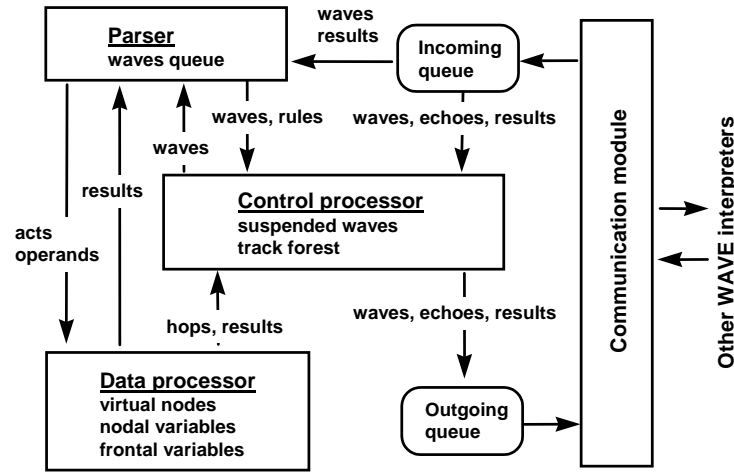 Parser
waves queue
waves
results
Incoming
queue
waves, rules
waves, echoes, results
waves
results
Control processor
suspended waves
track forest
acts
operands
hops, results
waves, echoes, results
Data processor
virtual nodes
nodal variables
frontal variables
Outgoing
queue
Communication module
Other WAVE interpreters